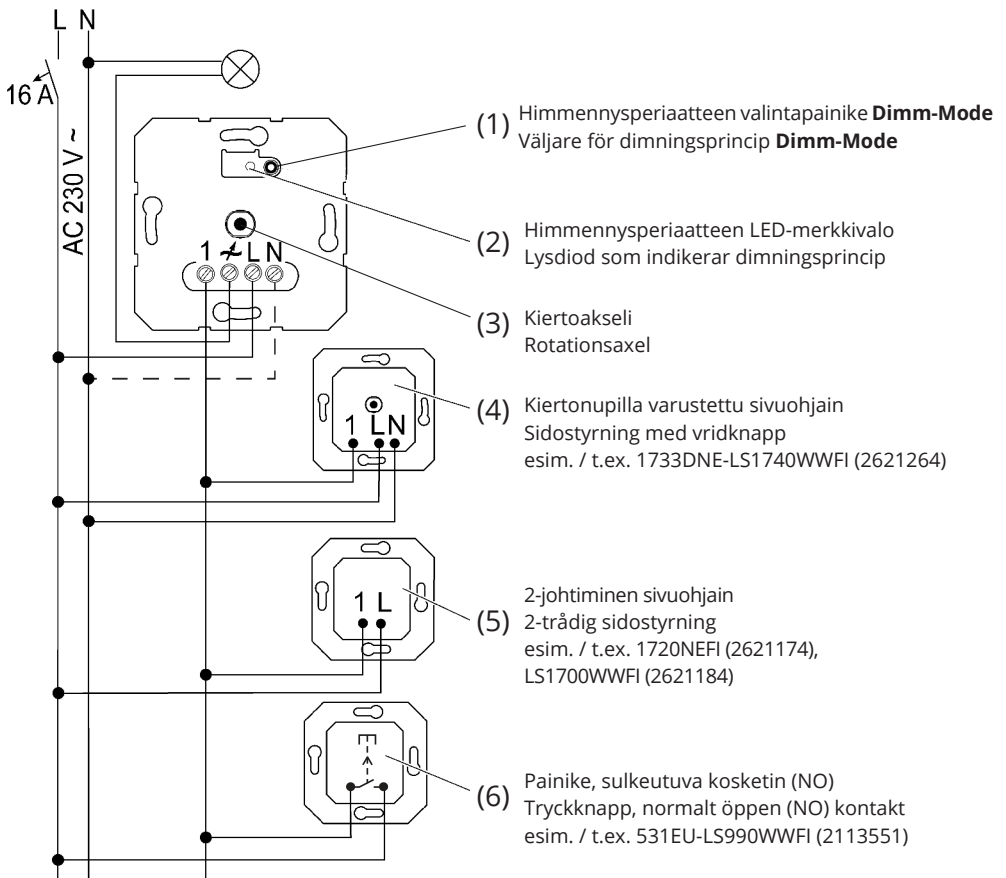 L N
16 A
AC 230 V ~
1 L N
(1) Himmennysperiaatteen valintapainike Dimm-Mode
Väljare för dimningsprincip Dimm-Mode
(2) Himmennysperiaatteen LED-merkkivalo
Lysdiod som indikerar dimningsprincip
(3) Kiertoakseli
Rotationsaxel
1 LN
(4) Kiertonupilla varustettu sivuohjain
Sidostyrning med vridknapp
esim. / t.ex. 1733DNE-LS1740WWFI (2621264)
1 L
(5) 2-johtiminen sivuohjain
2-trådig sidostyrning
esim. / t.ex. 1720NEFI (2621174),
LS1700WWFI (2621184)
(6) Painike, sulkeutuva kosketin (NO)
Tryckknapp, normalt öppen (NO) kontakt
esim. / t.ex. 531EU-LS990WWFI (2113551)